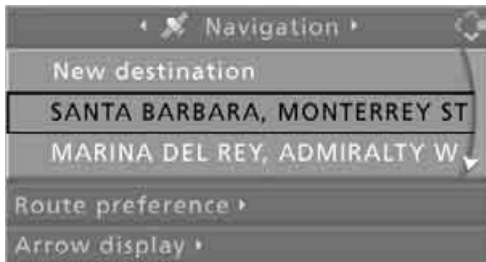 Navigation
New destination
SANTA BARBARA, MONTERREY ST
MARINA DEL REY, ADMIRALTY W
Route preference
Arrow display